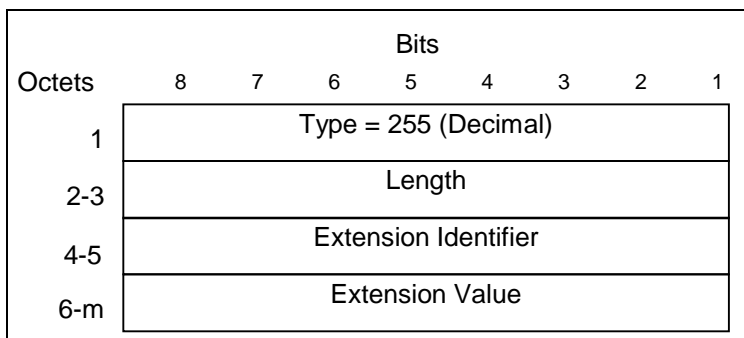 Bits
Octets 8 7 6 5 4 3 2 1
1 Type = 255 (Decimal)
2-3 Length
4-5 Extension Identifier
6-m Extension Value